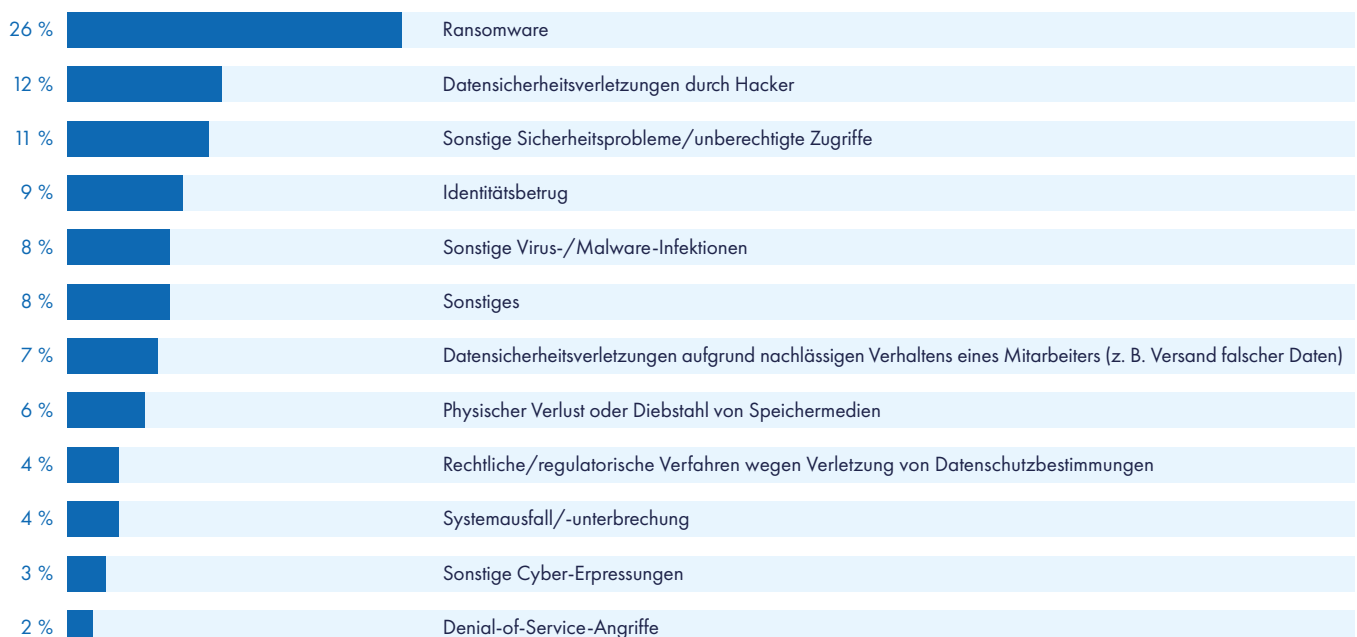 26 % Ransomware
12 % Datensicherheitsverletzungen durch Hacker
11 % Sonstige Sicherheitsprobleme/unberechtigte Zugriffe
9 % Identitätsbetrug
8 % Sonstige Virus-/Malware-Infektionen
8 % Sonstiges
7 % Datensicherheitsverletzungen aufgrund nachlässigen Verhaltens eines Mitarbeiters (z. B. Versand falscher Daten)
6 % Physischer Verlust oder Diebstahl von Speichermedien
4 % Rechtliche/regulatorische Verfahren wegen Verletzung von Datenschutzbestimmungen
4 % Systemausfall/-unterbrechung
3 % Sonstige Cyber-Erpressungen
2 % Denial-of-Service-Angriffe